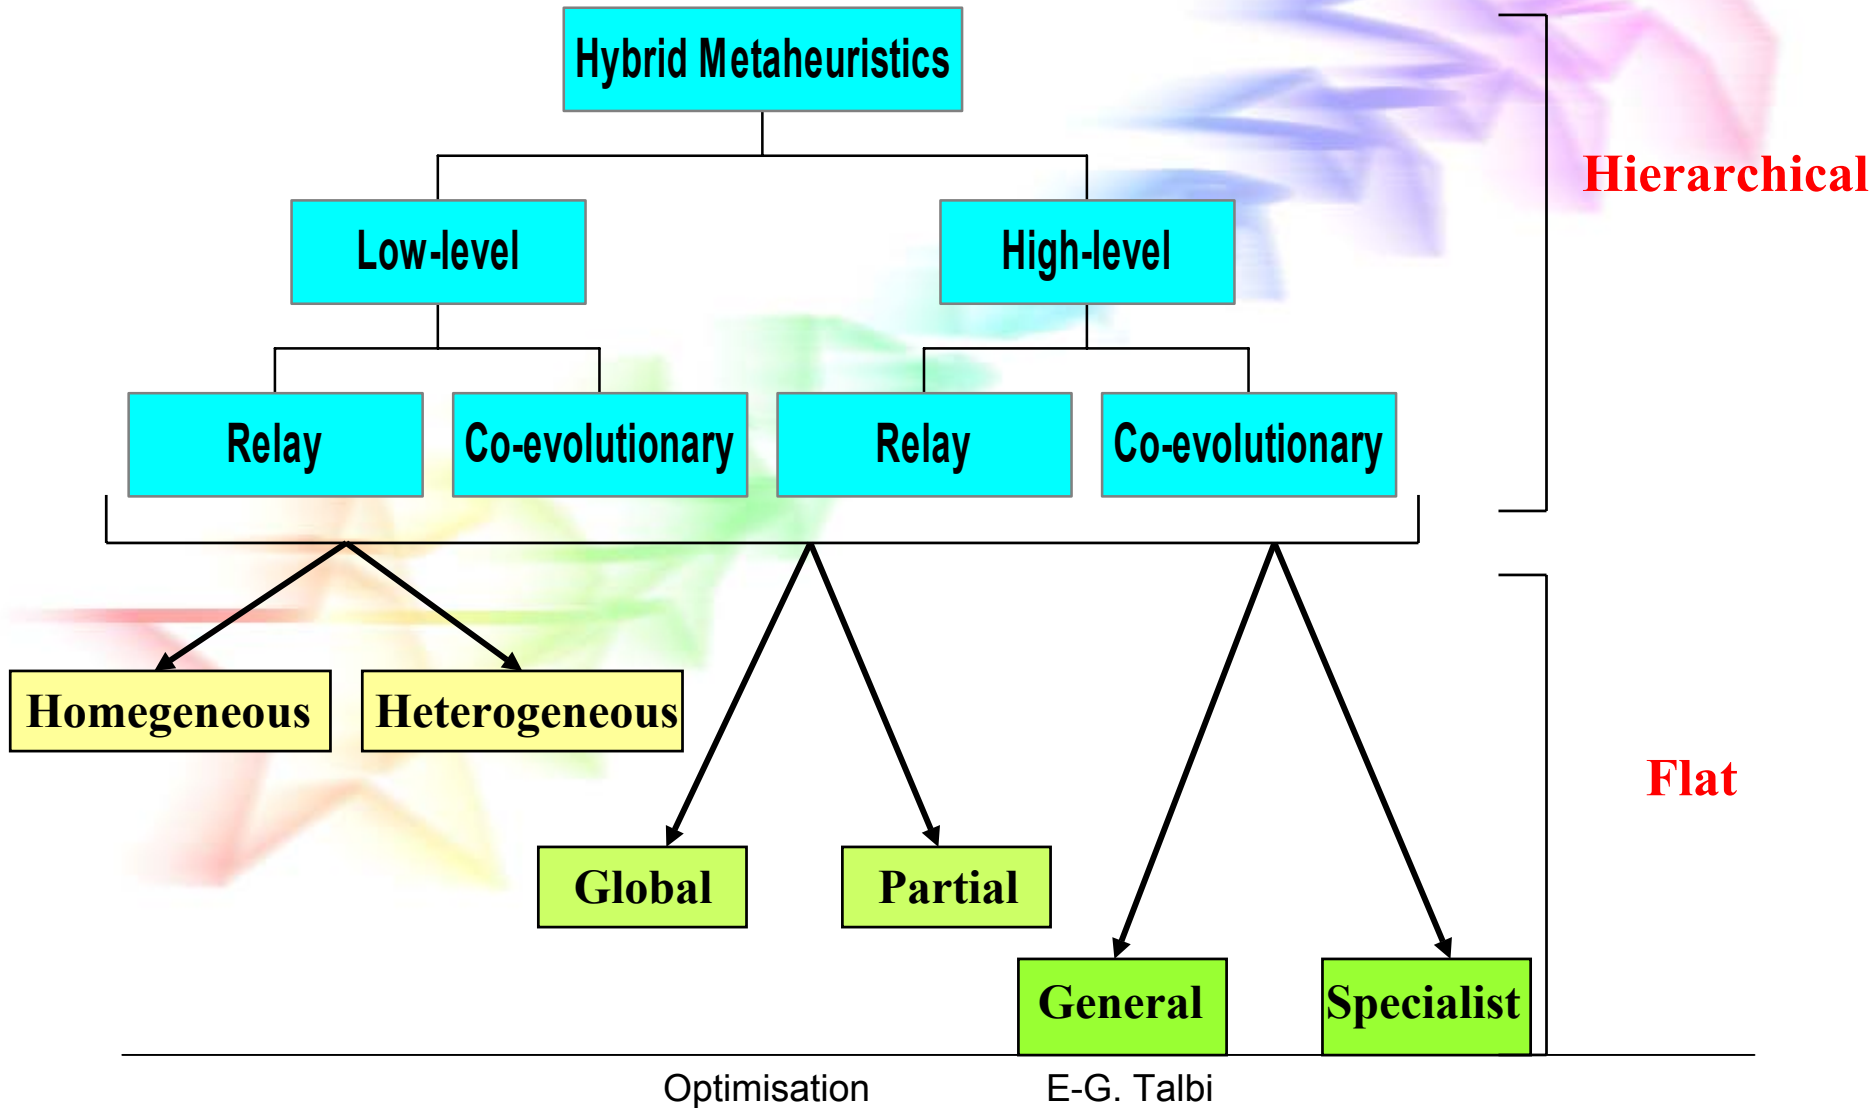 Hybrid Metaheuristics
Hierarchical
Low-level
High-level
Relay
Co-evolutionary
Relay
Co-evolutionary
Homegeneous
Heterogeneous
Flat
Global
Partial
General
Specialist
Optimisation
E-G. Talbi